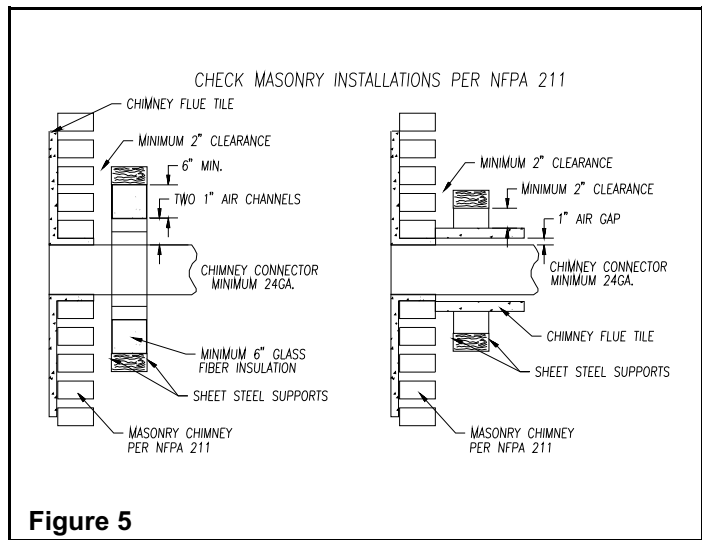 CHECK MASONRY INSTALLATIONS PER NFPA 211
CHIMNEY FLUE TILE
MINIMUM 2" CLEARANCE
6" MIN.
TWO 1" AIR CHANNELS
CHIMNEY CONNECTOR
MINIMUM 24GA.
MINIMUM 6" GLASS
FIBER INSULATION
SHEET STEEL SUPPORTS
MASONRY CHIMNEY
PER NFPA 211
MINIMUM 2" CLEARANCE
MINIMUM 2" CLEARANCE
1" AIR GAP
CHIMNEY CONNECTOR
MINIMUM 24GA.
CHIMNEY FLUE TILE
SHEET STEEL SUPPORTS
MASONRY CHIMNEY
PER NFPA 211
Figure 5